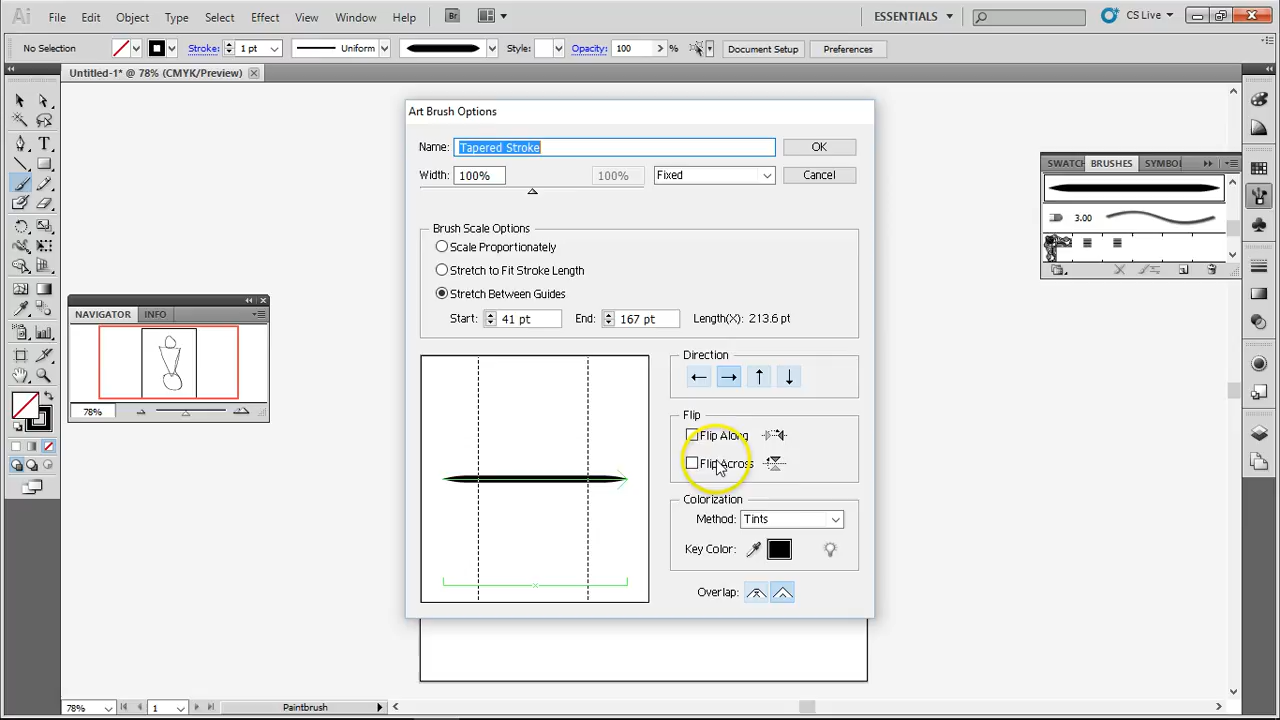 Ai File Edit Object Type Select Effect View Window Help Br ESSENTIALS CS Live
No Selection Stroke: 1 pt Uniform Style: Opacity: 100 % Document Setup Preferences
Untitled-1* @ 78% (CMYK/Preview)
Art Brush Options
Name: Tapered Stroke OK
Width: 100% 100% Fixed Cancel
SWATCH BRUSHES SYMBOL
3.00
Brush Scale Options
Scale Proportionately
Stretch to Fit Stroke Length
Stretch Between Guides
Start: 41 pt End: 167 pt Length(X): 213.6 pt
NAVIGATOR INFO
78%
Direction
Flip
Flip Along
Flip Across
Colorization
Method: Tints
Key Color:
Overlap:
78% 1 Paintbrush